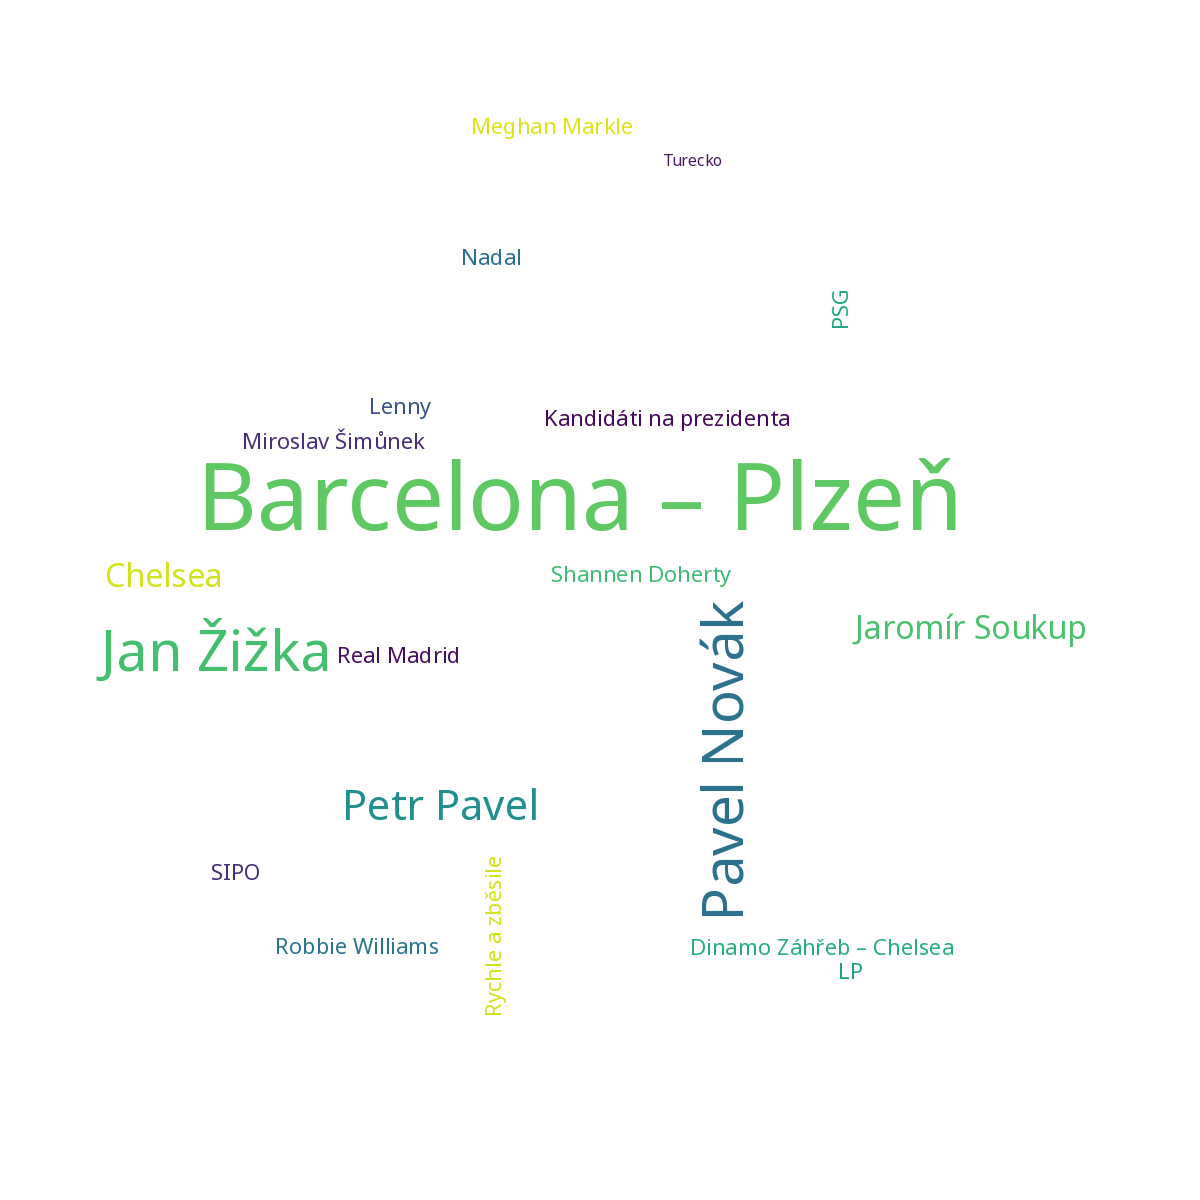 Meghan Markle
Turecko
Nadal
PSG
Lenny
Kandidáti na prezidenta
Miroslav Šimůnek
Barcelona – Plzeň
Chelsea
Shannen Doherty
Jan Žižka
Real Madrid
Pavel Novák
Jaromír Soukup
Petr Pavel
SIPO
Rychle a zběsile
Robbie Williams
Dinamo Záhřeb – Chelsea
LP